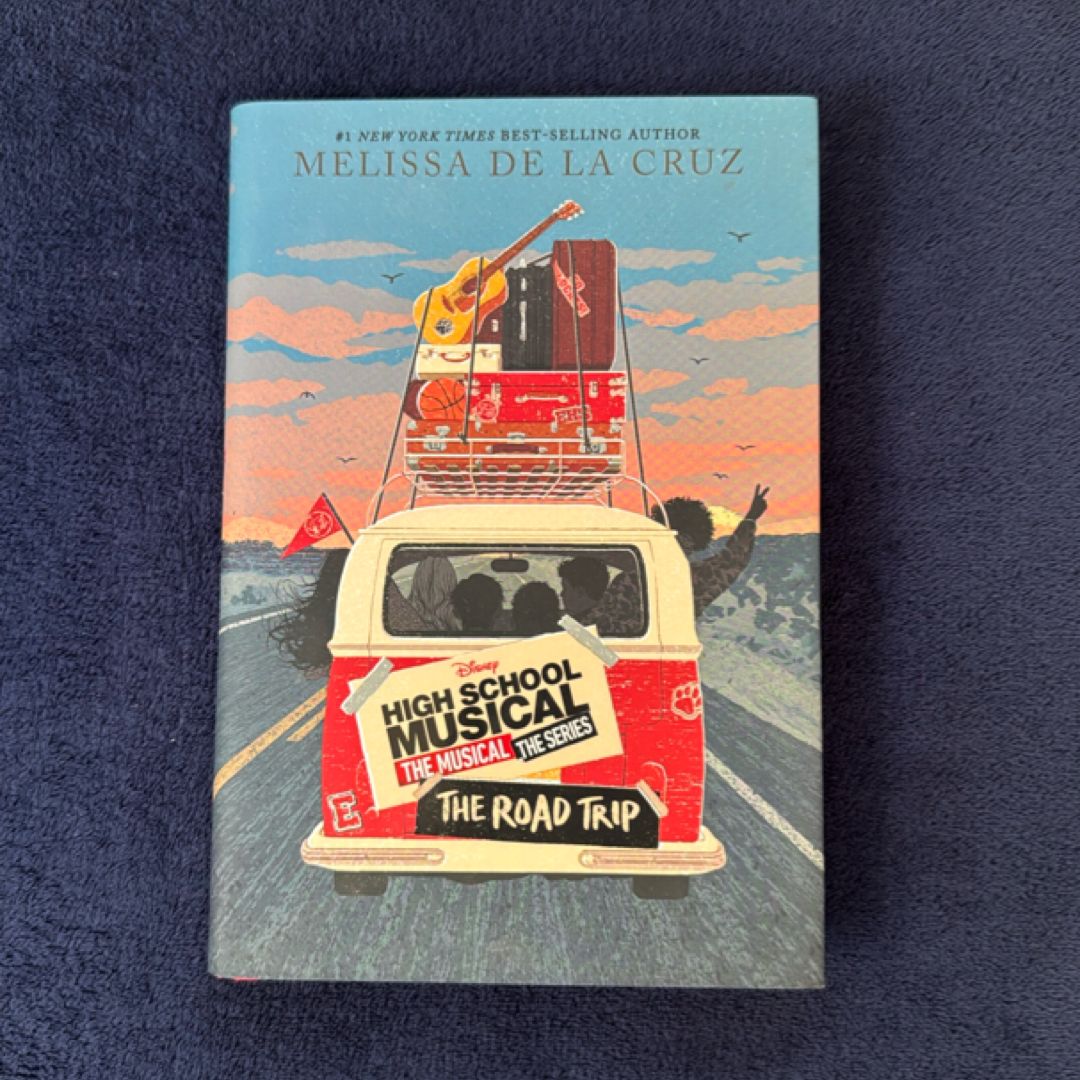 #1 NEW YORK TIMES BEST-SELLING AUTHOR
MELISSA DE LA CRUZ
EHS
Disney
HIGH SCHOOL
MUSICAL
THE MUSICAL THE SERIES
THE ROAD TRIP
E